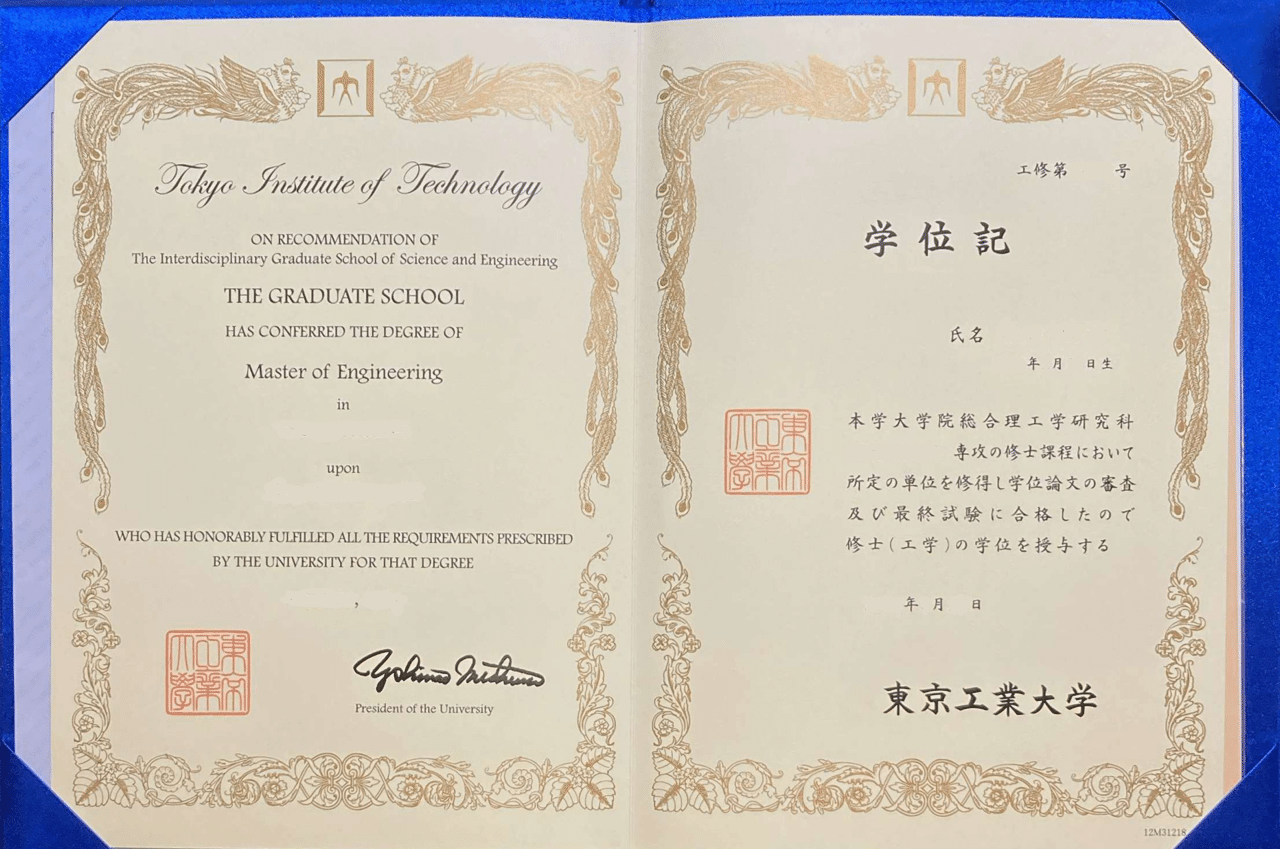 Tokyo Institute of Technology
ON RECOMMENDATION OF
The Interdisciplinary Graduate School of Science and Engineering
THE GRADUATE SCHOOL
HAS CONFERRED THE DEGREE OF
Master of Engineering
in
upon
WHO HAS HONORABLY FULFILLED ALL THE REQUIREMENTS PRESCRIBED
BY THE UNIVERSITY FOR THAT DEGREE
,
President of the University
工修第 号
学位記
氏名
年 月 日生
本学大学院総合理工学研究科
専攻の修士課程において
所定の単位を修得し学位論文の審査
及び最終試験に合格したので
修士(工学)の学位を授与する
年 月 日
東京工業大学
12M31218